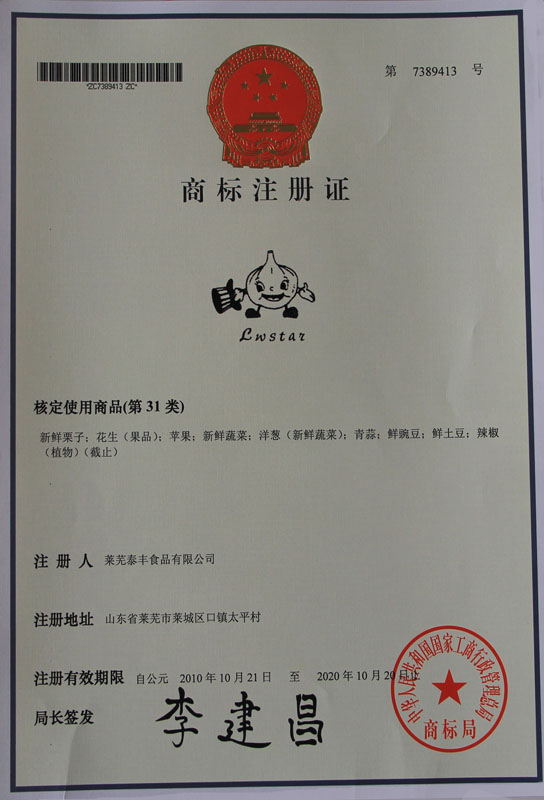 第 7389413 号
*ZC7389413 ZC*
商标注册证
Lwstar
核定使用商品(第 31 类)
新鲜栗子；花生（果品）；苹果；新鲜蔬菜；洋葱（新鲜蔬菜）；青蒜；鲜豌豆；鲜土豆；辣椒
（植物）（截止）
注册人 莱芜泰丰食品有限公司
注册地址 山东省莱芜市莱城区口镇太平村
注册有效期限 自公元 2010 年 10 月 21 日 至 2020 年 10 月 20 日止
局长签发 李建昌
中华人民共和国国家工商行政管理总局
商标局